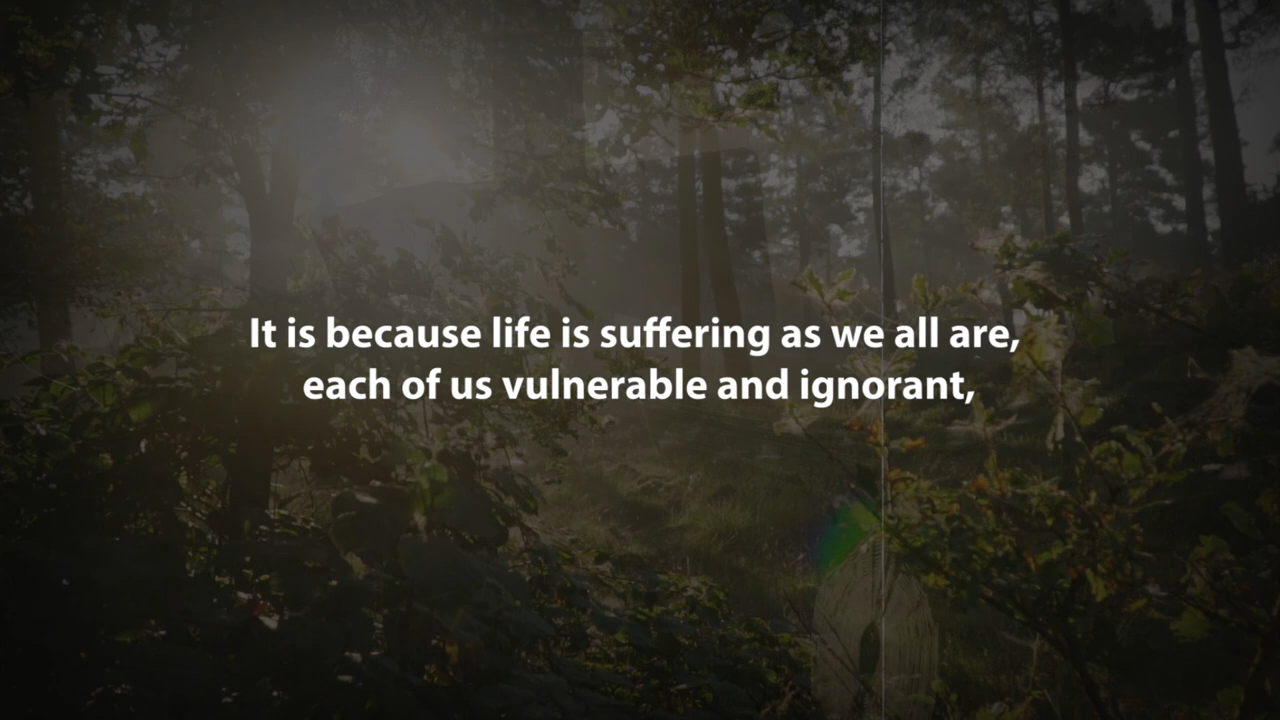 It is because life is suffering as we all are,
each of us vulnerable and ignorant,